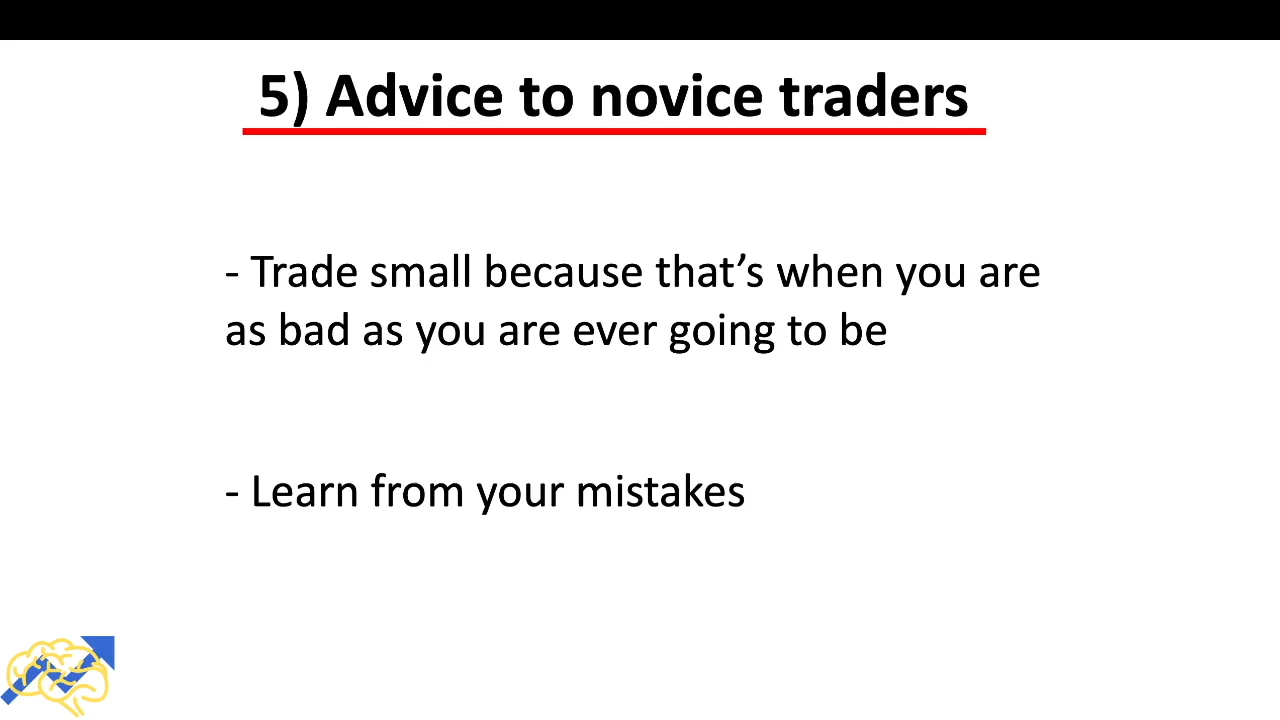 5) Advice to novice traders
- Trade small because that’s when you are
as bad as you are ever going to be
- Learn from your mistakes